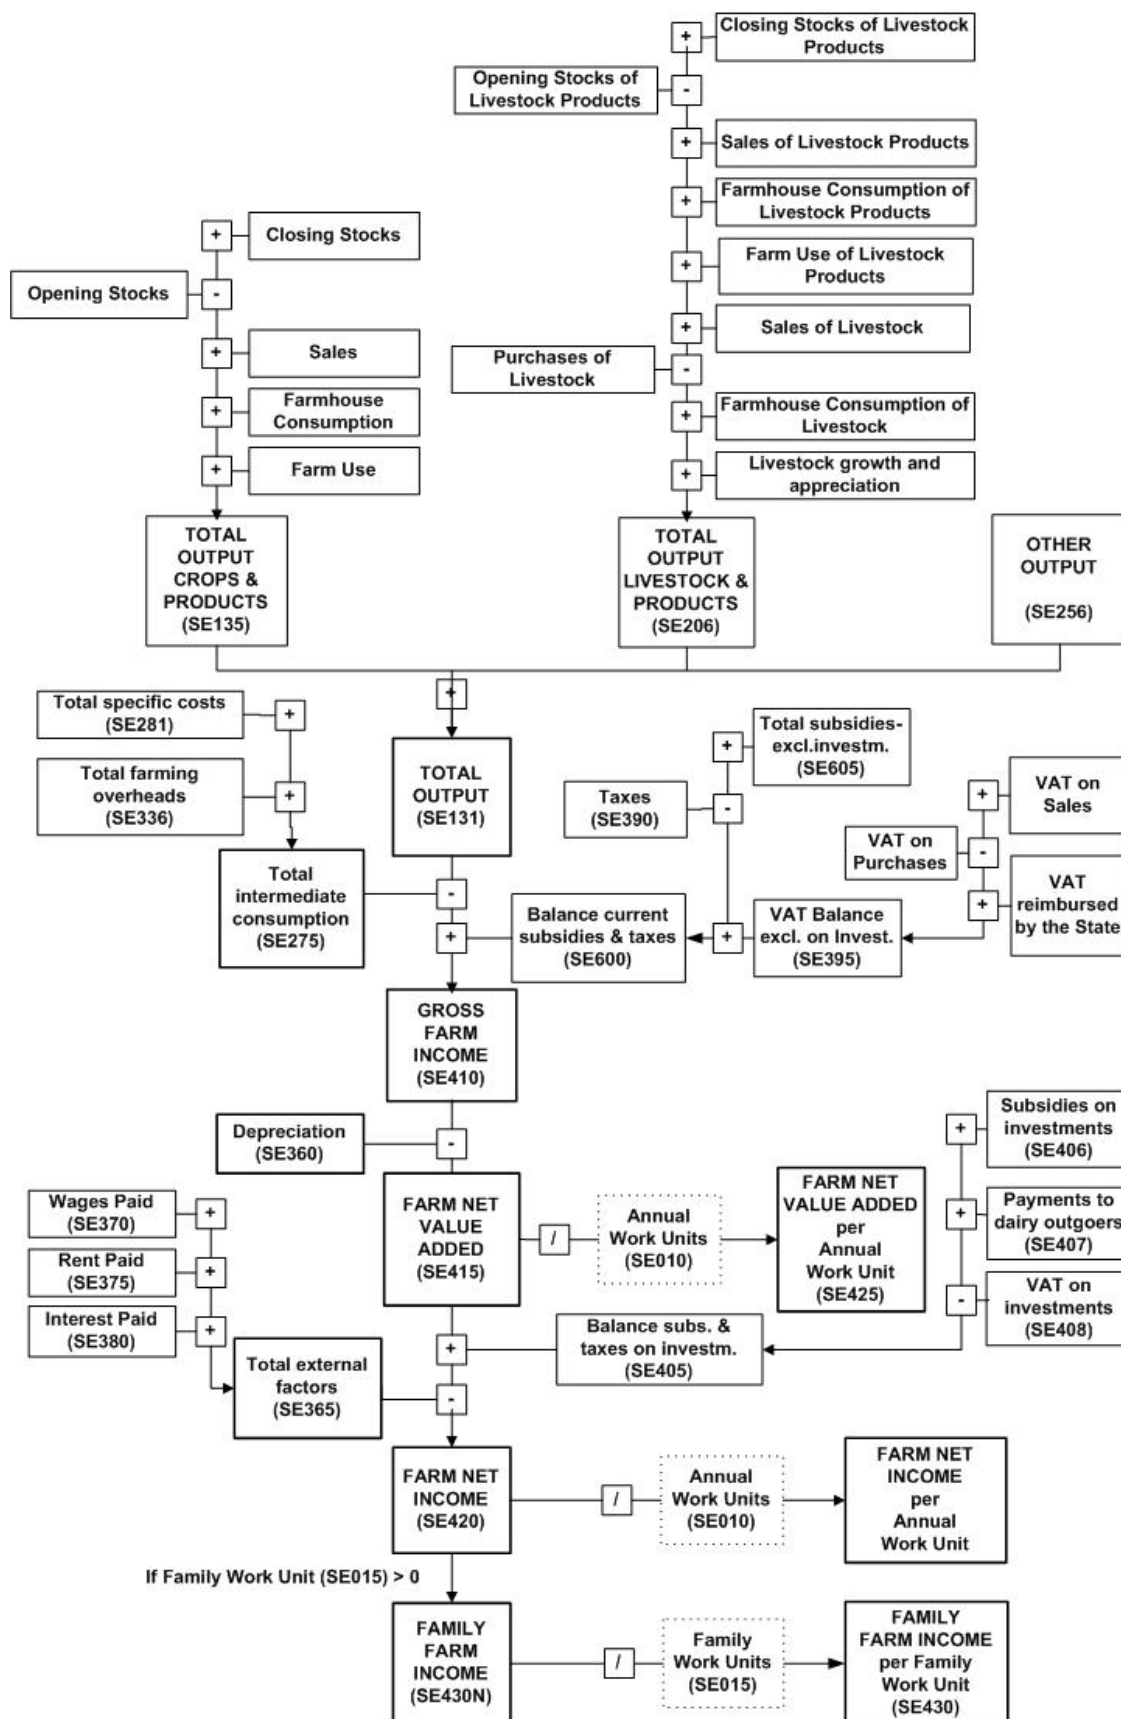 +
Closing Stocks of Livestock
Products
Opening Stocks of
Livestock Products
-
+
Sales of Livestock Products
+
Farmhouse Consumption of
Livestock Products
+
Closing Stocks
+
Farm Use of Livestock
Products
Opening Stocks
-
+
Sales of Livestock
+
Sales
Purchases of
Livestock
-
+
Farmhouse
Consumption
+
Farmhouse Consumption of
Livestock
+
Farm Use
+
Livestock growth and
appreciation
TOTAL
OUTPUT
CROPS &
PRODUCTS
(SE135)
TOTAL
OUTPUT
LIVESTOCK &
PRODUCTS
(SE206)
OTHER
OUTPUT
(SE256)
Total specific costs
(SE281)
+
+
Total subsidies-
excl.investm.
(SE605)
+
Total farming
overheads
(SE336)
+
TOTAL
OUTPUT
(SE131)
Taxes
(SE390)
-
+
VAT on
Sales
VAT on
Purchases
-
Total
intermediate
consumption
(SE275)
-
+
VAT
reimbursed
by the State
+
Balance current
subsidies & taxes
(SE600)
+
VAT Balance
excl. on Invest.
(SE395)
GROSS
FARM
INCOME
(SE410)
Depreciation
(SE360)
-
+
Subsidies on
investments
(SE406)
Wages Paid
(SE370)
+
FARM NET
VALUE
ADDED
(SE415)
/
Annual
Work Units
(SE010)
FARM NET
VALUE ADDED
per
Annual
Work Unit
(SE425)
+
Payments to
dairy outgoers
(SE407)
Rent Paid
(SE375)
+
-
VAT on
investments
(SE408)
Interest Paid
(SE380)
+
+
Balance subs. &
taxes on investm.
(SE405)
Total external
factors
(SE365)
-
FARM NET
INCOME
(SE420)
/
Annual
Work Units
(SE010)
FARM NET
INCOME
per
Annual
Work Unit
If Family Work Unit (SE015) > 0
FAMILY
FARM
INCOME
(SE430N)
/
Family
Work Units
(SE015)
FAMILY
FARM INCOME
per Family
Work Unit
(SE430)